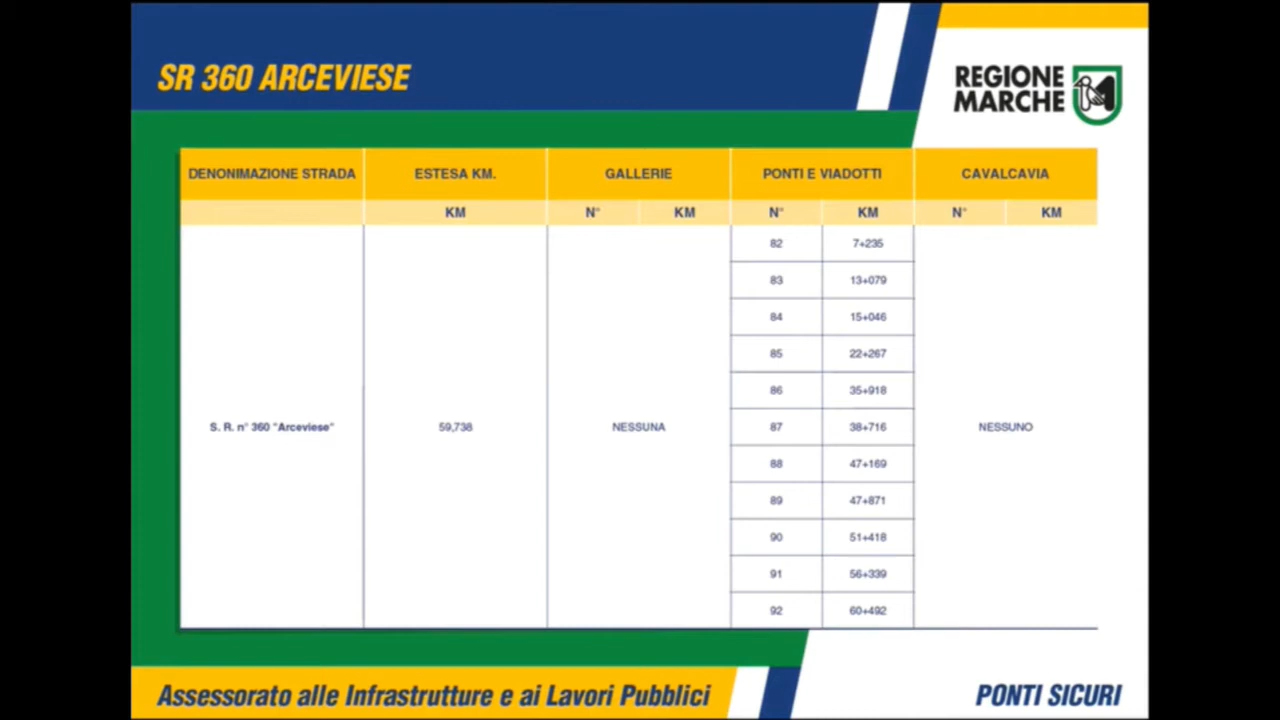 SR 360 ARCEVIESE
REGIONE
MARCHE
DENONIMAZIONE STRADA ESTESA KM. GALLERIE PONTI E VIADOTTI CAVALCAVIA
KM N° KM N° KM N° KM
82 7+235
83 13+079
84 15+046
85 22+267
86 35+918
S. R. n° 360 "Arceviese" 59,738 NESSUNA 87 38+716 NESSUNO
88 47+169
89 47+871
90 51+418
91 56+339
92 60+492
Assessorato alle Infrastrutture e ai Lavori Pubblici PONTI SICURI